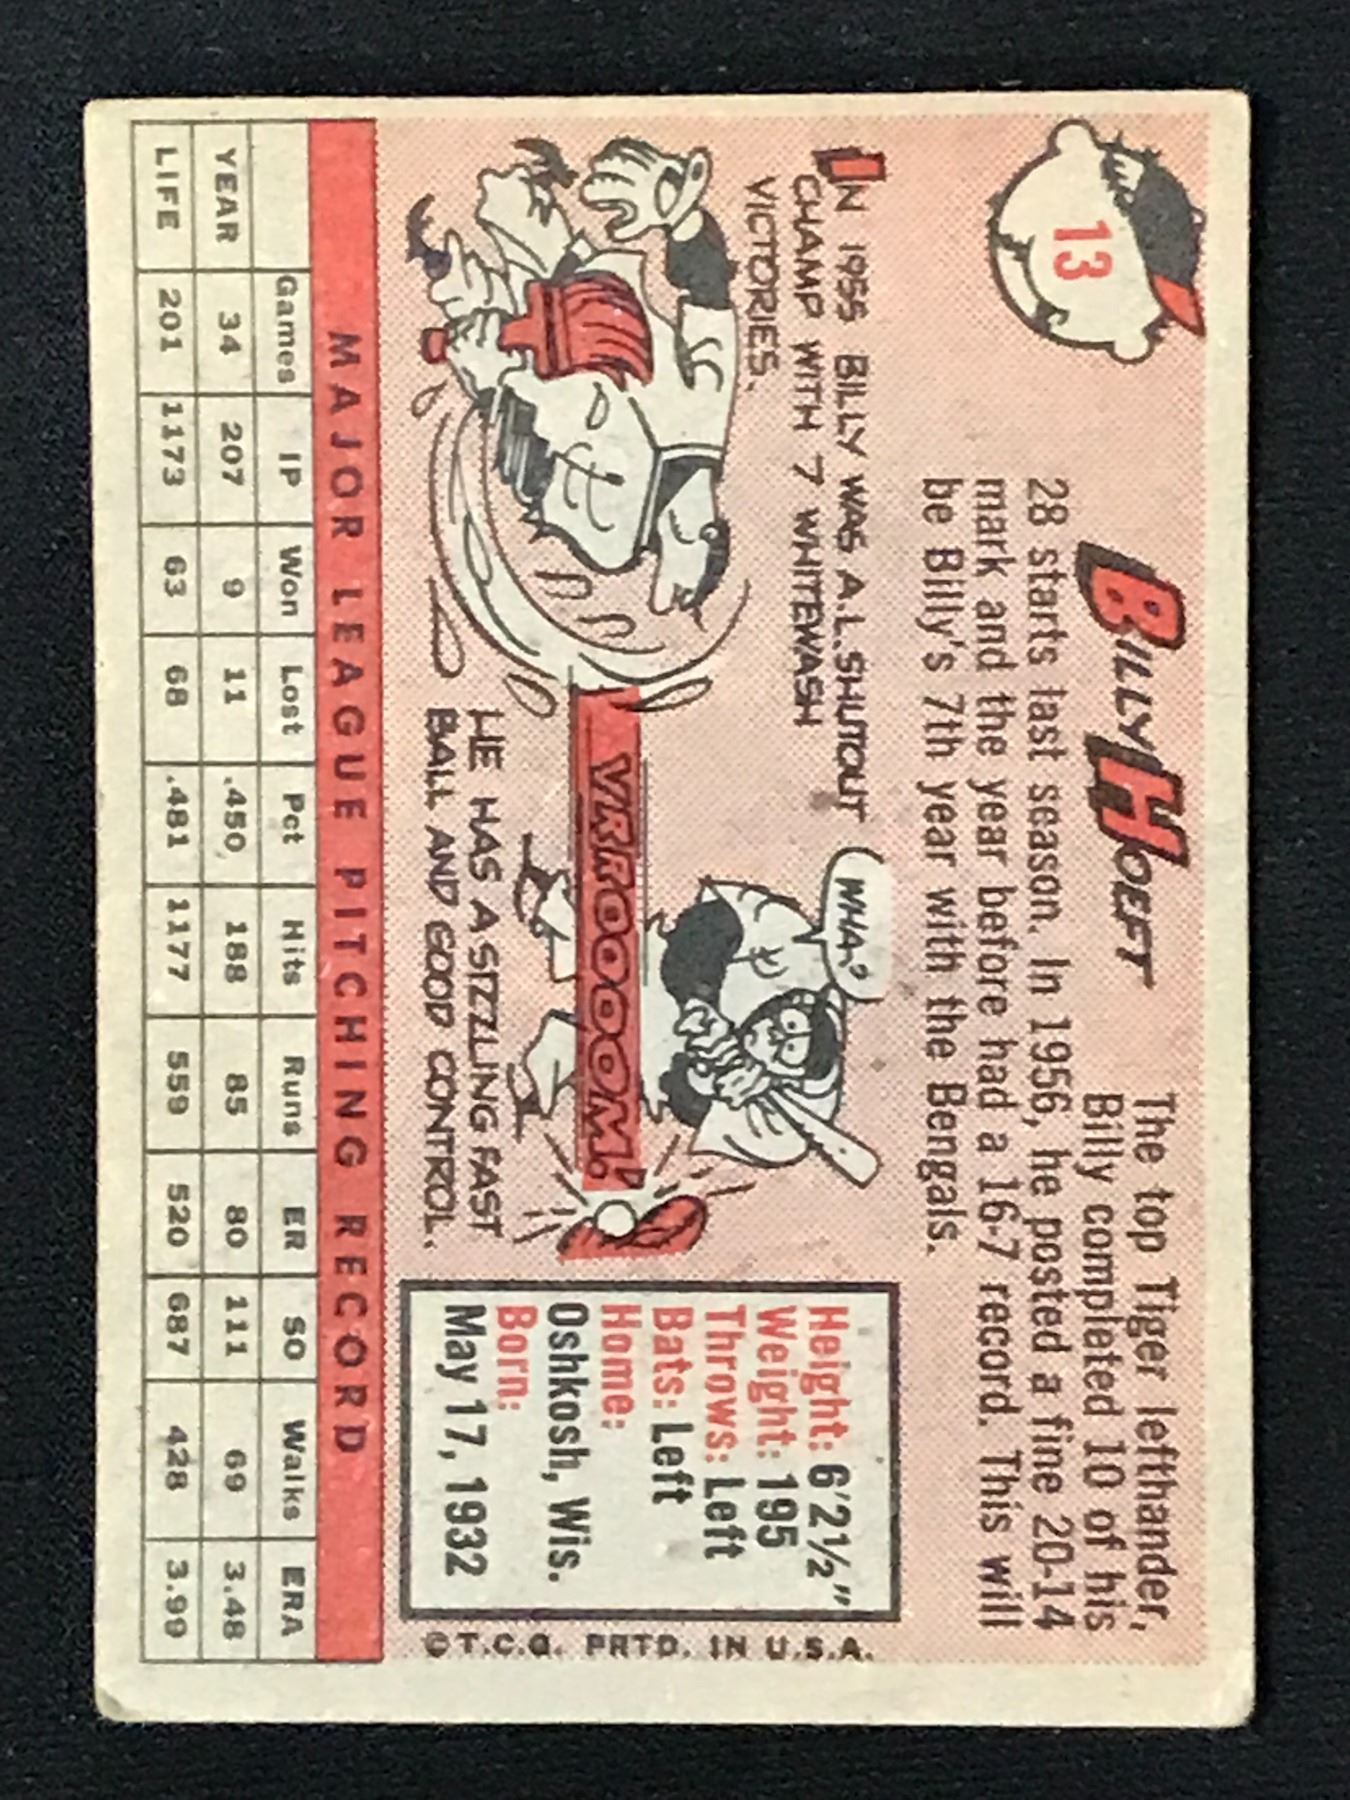 13
BILLY HOEFT
The top Tiger lefthander,
Billy completed 10 of his
28 starts last season. In 1956, he posted a fine 20-14
mark and the year before had a 16-7 record. This will
be Billy's 7th year with the Bengals.
IN 1955 BILLY WAS A.L. SHUTOUT
CHAMP WITH 7 WHITEWASH
VICTORIES.
WHA..?
VRROOOOOM!
HE HAS A SIZZLING FAST
BALL AND GOOD CONTROL.
Height: 6'2½"
Weight: 195
Throws: Left
Bats: Left
Home:
Oshkosh, Wis.
Born:
May 17, 1932
©T.C.G. PRTD. IN U.S.A.
MAJOR LEAGUE PITCHING RECORD
Games IP Won Lost Pct Hits Runs ER SO Walks ERA
YEAR 34 207 9 11 .450 188 85 80 111 69 3.48
LIFE 201 1173 63 68 .481 1177 559 520 687 428 3.99